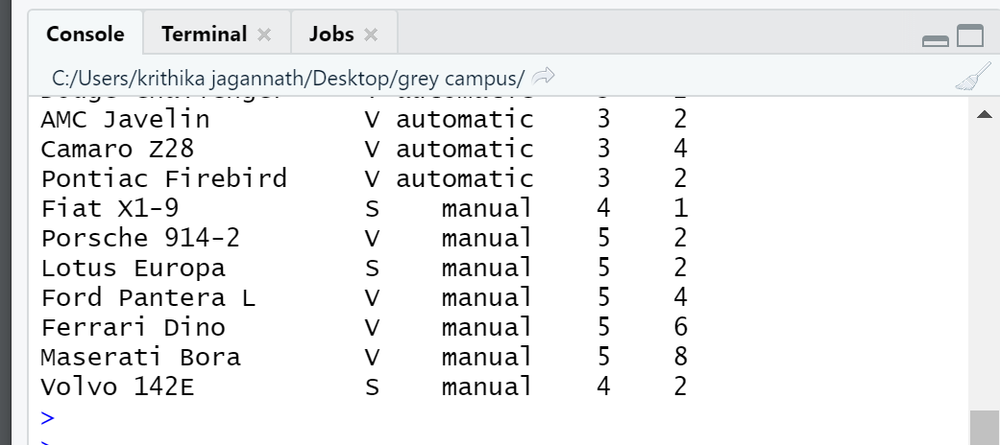 Console Terminal Jobs
C:/Users/krithika jagannath/Desktop/grey campus/
AMC Javelin V automatic 3 2
Camaro Z28 V automatic 3 4
Pontiac Firebird V automatic 3 2
Fiat X1-9 S manual 4 1
Porsche 914-2 V manual 5 2
Lotus Europa S manual 5 2
Ford Pantera L V manual 5 4
Ferrari Dino V manual 5 6
Maserati Bora V manual 5 8
Volvo 142E S manual 4 2
>